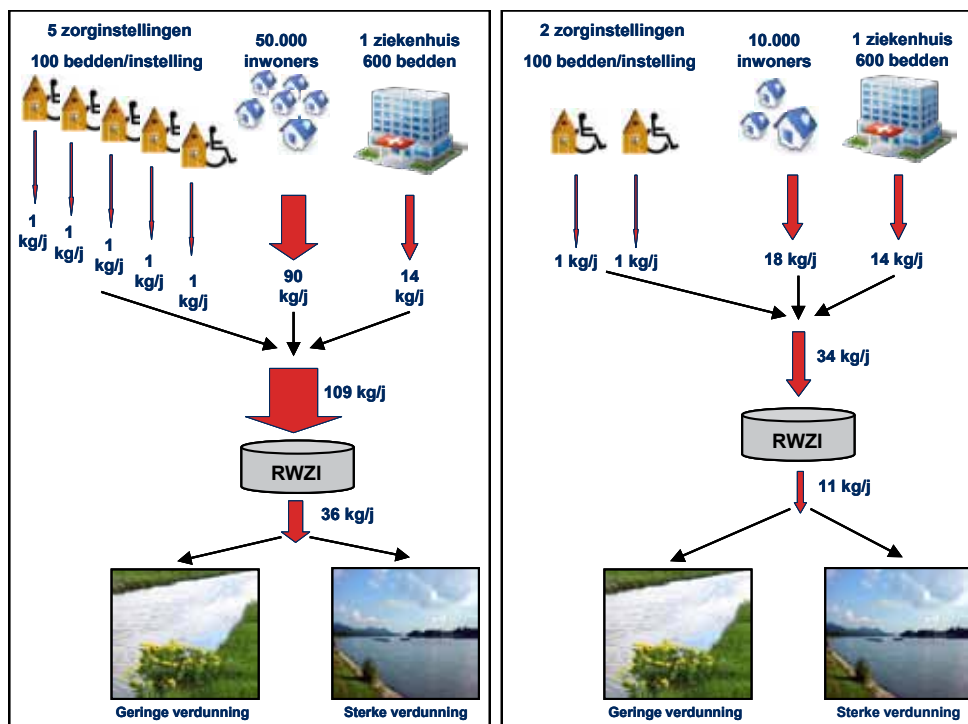 5 zorginstellingen
100 bedden/instelling
50.000
inwoners
1 ziekenhuis
600 bedden
1
kg/j
1
kg/j
1
kg/j
1
kg/j
1
kg/j
90
kg/j
14
kg/j
109 kg/j
RWZI
36 kg/j
Geringe verdunning
Sterke verdunning
2 zorginstellingen
100 bedden/instelling
10.000
inwoners
1 ziekenhuis
600 bedden
1 kg/j
1 kg/j
18 kg/j
14 kg/j
34 kg/j
RWZI
11 kg/j
Geringe verdunning
Sterke verdunning